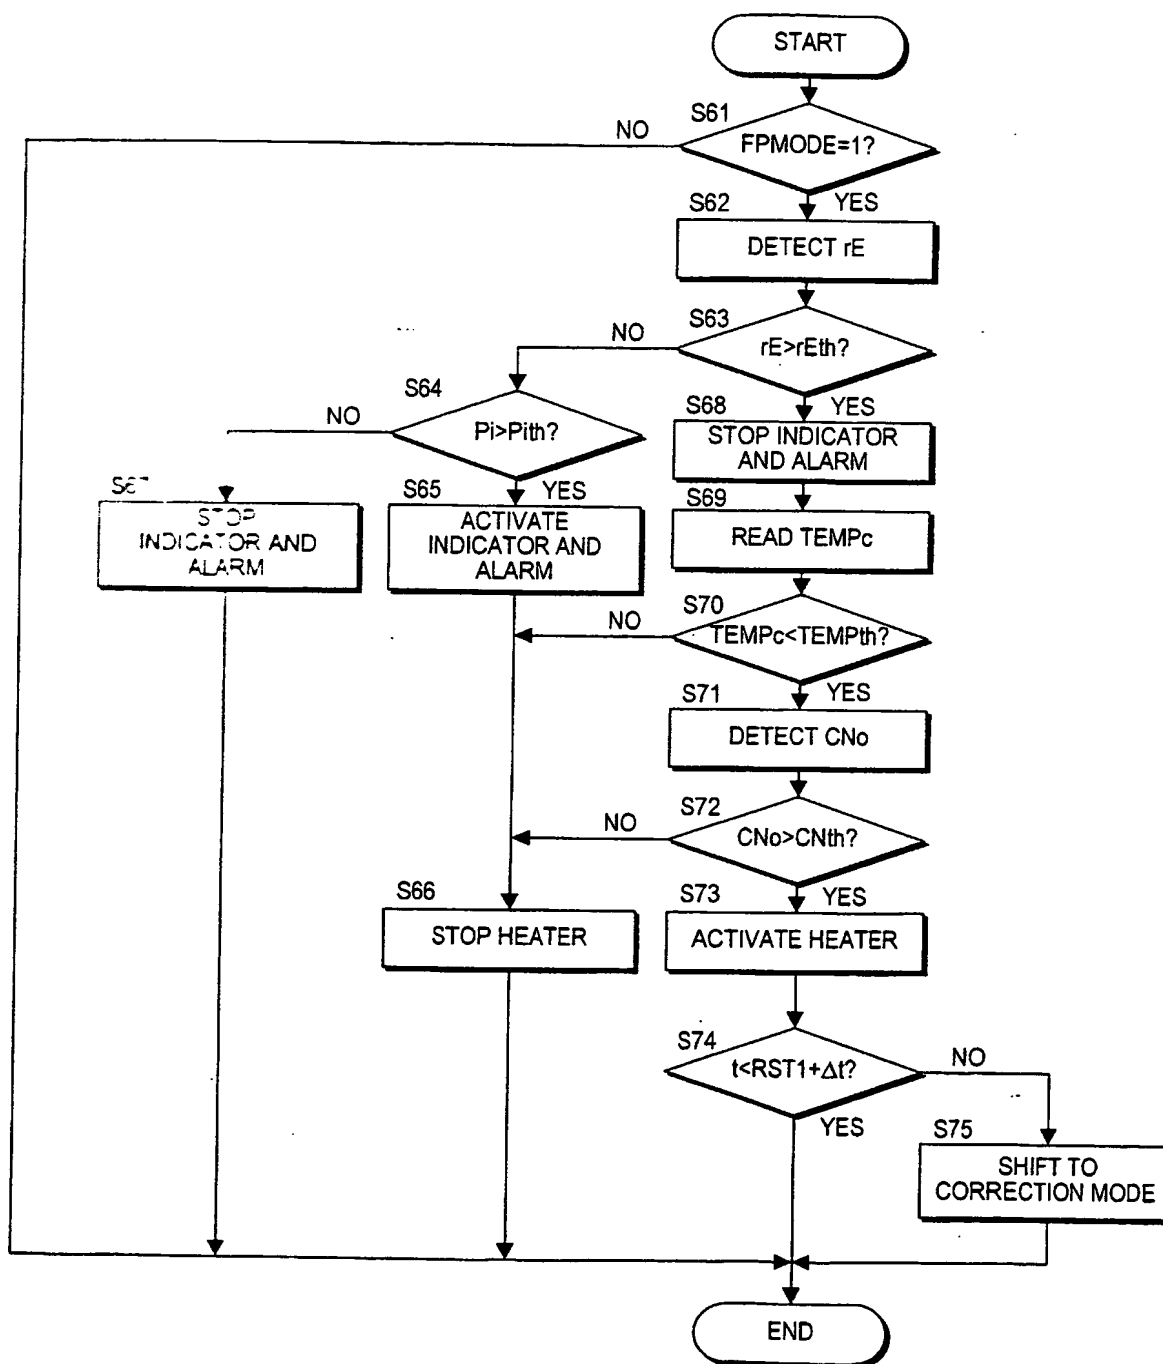 START
S61
NO
FPMODE=1?
S62
YES
DETECT rE
S63
NO
rE>rEth?
S64
NO
Pi>Pith?
S68
YES
STOP INDICATOR
AND ALARM
S67
STOP
INDICATOR AND
ALARM
S65
YES
ACTIVATE
INDICATOR AND
ALARM
S69
READ TEMPc
S70
NO
TEMPc<TEMPth?
S71
YES
DETECT CNo
S72
NO
CNo>CNth?
S66
STOP HEATER
S73
YES
ACTIVATE HEATER
S74
NO
t<RST1+Δt?
YES
S75
SHIFT TO
CORRECTION MODE
END